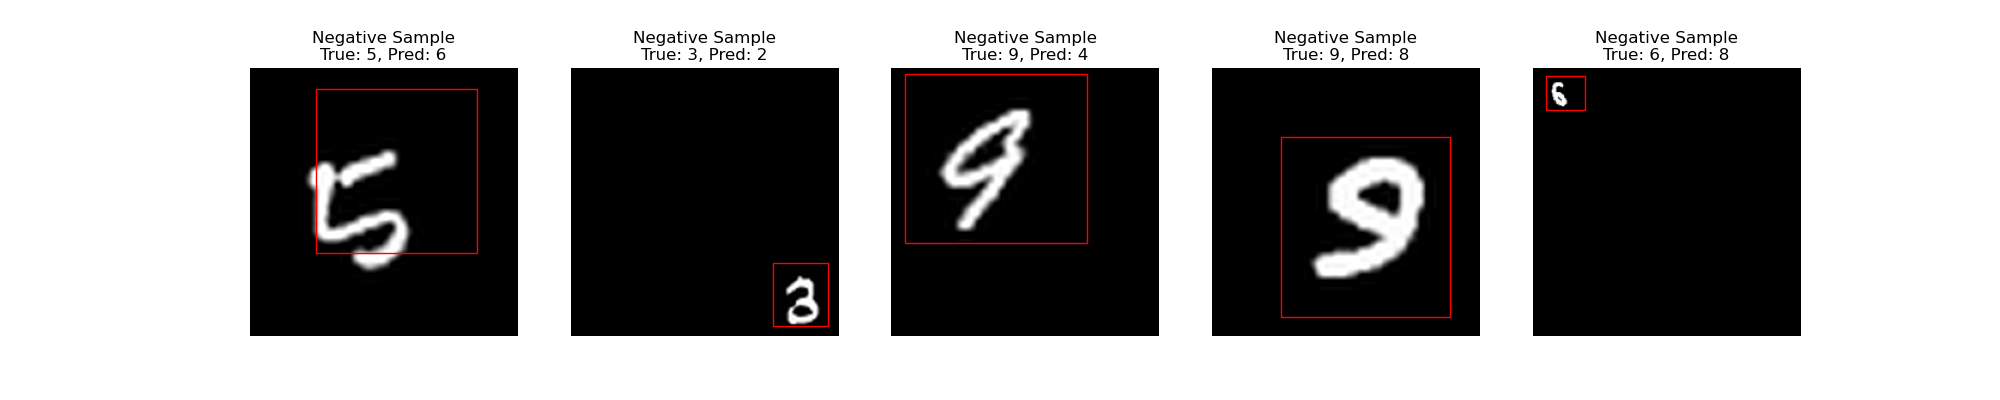 Negative Sample
True: 5, Pred: 6
Negative Sample
True: 3, Pred: 2
Negative Sample
True: 9, Pred: 4
Negative Sample
True: 9, Pred: 8
Negative Sample
True: 6, Pred: 8
5
3
9
9
6